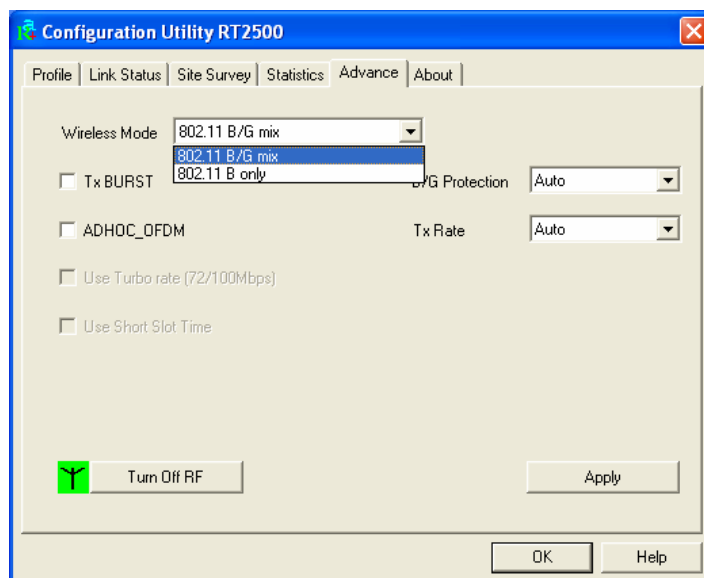 Configuration Utility RT2500
Profile Link Status Site Survey Statistics Advance About
Wireless Mode 802.11 B/G mix
802.11 B/G mix
802.11 B only
Tx BURST /G Protection Auto
ADHOC_OFDM Tx Rate Auto
Use Turbo rate (72/100Mbps)
Use Short Slot Time
Turn Off RF Apply
OK Help